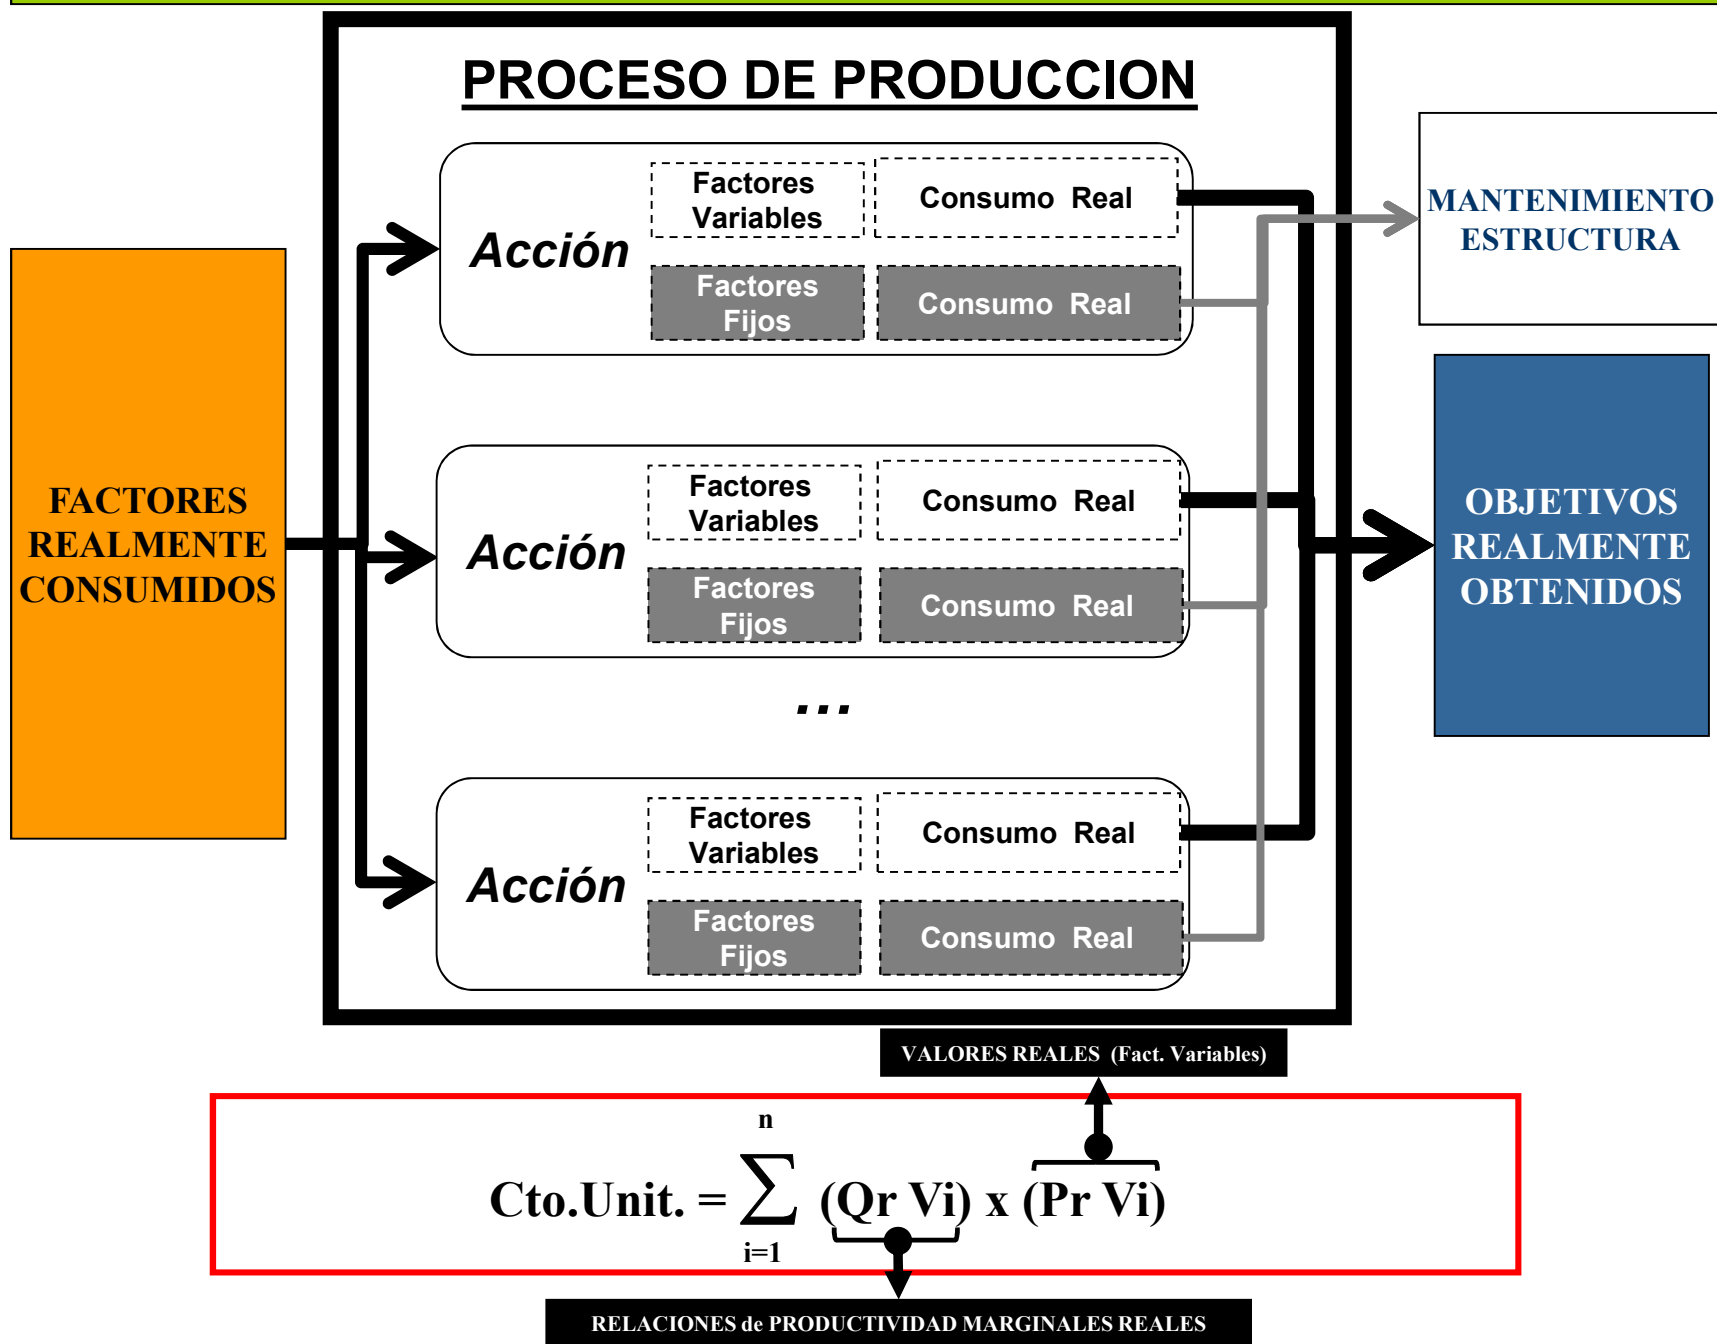 PROCESO DE PRODUCCION
Factores
Variables
Consumo Real
Acción
Factores
Fijos
Consumo Real
MANTENIMIENTO
ESTRUCTURA
FACTORES
REALMENTE
CONSUMIDOS
Factores
Variables
Consumo Real
Acción
Factores
Fijos
Consumo Real
OBJETIVOS
REALMENTE
OBTENIDOS
...
Factores
Variables
Consumo Real
Acción
Factores
Fijos
Consumo Real
VALORES REALES (Fact. Variables)
n
Cto.Unit. = ∑ (Qr Vi) x (Pr Vi)
i=1
RELACIONES de PRODUCTIVIDAD MARGINALES REALES